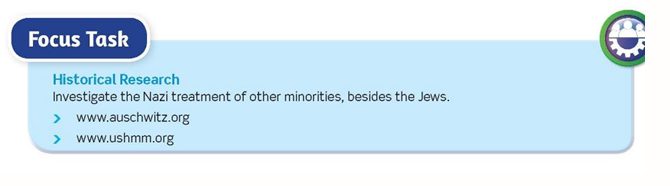 Focus Task
Historical Research
Investigate the Nazi treatment of other minorities, besides the Jews.
www.auschwitz.org
www.ushmm.org